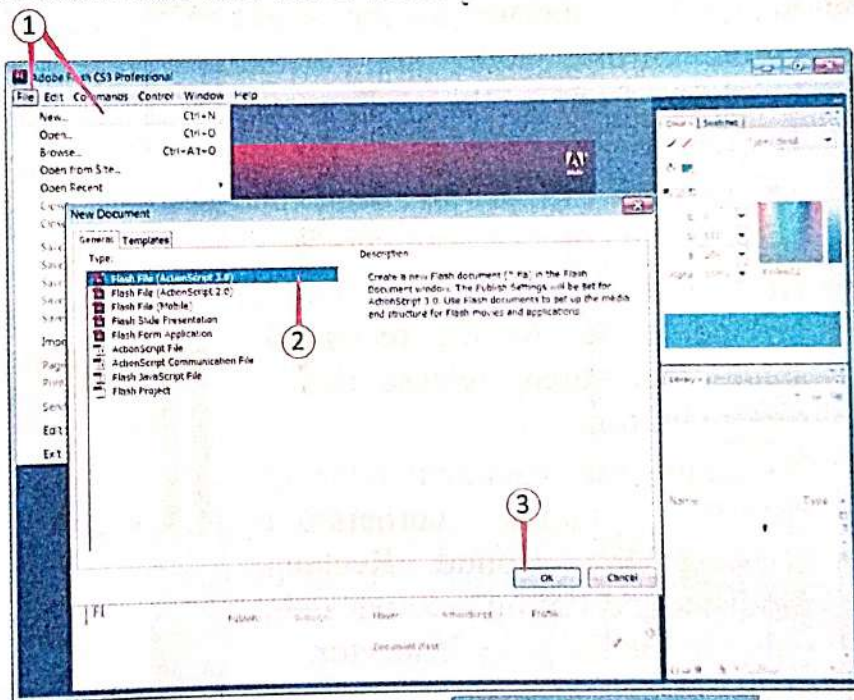 1
Adobe Flash CS3 Professional
File Edit Commands Control Window Help
New... Ctrl+N
Open... Ctrl+O
Browse... Ctrl+Alt+O
Open from Site...
Open Recent
New Document
General Templates
Type:
Flash File (ActionScript 3.0)
Flash File (ActionScript 2.0)
Flash File (Mobile)
Flash Slide Presentation
Flash Form Application
ActionScript File
ActionScript Communication File
Flash JavaScript File
Flash Project
Description
Create a new Flash document (*.fla) in the Flash
Document window. The Publish Settings will be set for
ActionScript 3.0. Use Flash documents to set up the media
and structure for Flash movies and applications
2
3
OK Cancel
Swatches
Library
Name Type
Exit